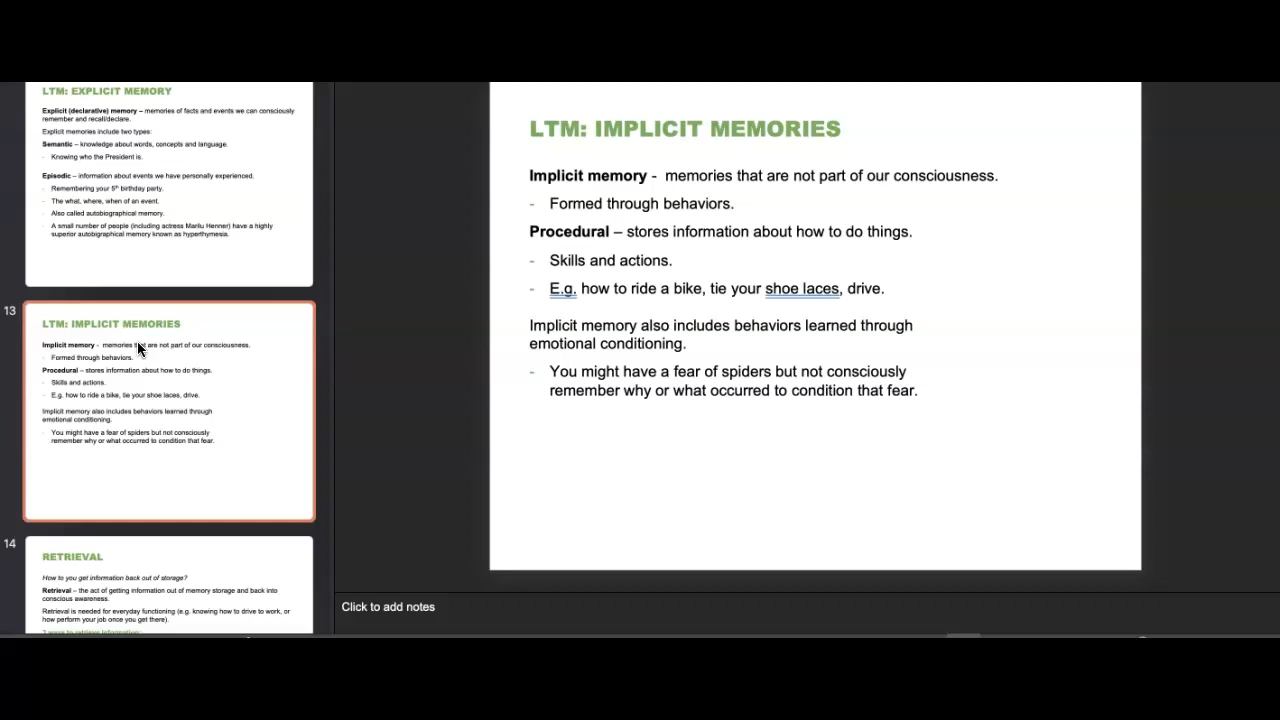 LTM: EXPLICIT MEMORY
Explicit (declarative) memory – memories of facts and events we can consciously
remember and recall/declare.
Explicit memories include two types:
Semantic – knowledge about words, concepts and language.
- Knowing who the President is.
Episodic – information about events we have personally experienced.
- Remembering your 5th birthday party.
- The what, where, when of an event.
- Also called autobiographical memory.
- A small number of people (including actress Marilu Henner) have a highly
superior autobiographical memory known as hyperthymesia.
13
LTM: IMPLICIT MEMORIES
Implicit memory - memories that are not part of our consciousness.
- Formed through behaviors.
Procedural – stores information about how to do things.
- Skills and actions.
- E.g. how to ride a bike, tie your shoe laces, drive.
Implicit memory also includes behaviors learned through
emotional conditioning.
- You might have a fear of spiders but not consciously
remember why or what occurred to condition that fear.
14
RETRIEVAL
How to you get information back out of storage?
Retrieval – the act of getting information out of memory storage and back into
conscious awareness.
Retrieval is needed for everyday functioning (e.g. knowing how to drive to work, or
how perform your job once you get there).
3 ways to retrieve information:
LTM: IMPLICIT MEMORIES
Implicit memory - memories that are not part of our consciousness.
- Formed through behaviors.
Procedural – stores information about how to do things.
- Skills and actions.
- E.g. how to ride a bike, tie your shoe laces, drive.
Implicit memory also includes behaviors learned through
emotional conditioning.
- You might have a fear of spiders but not consciously
remember why or what occurred to condition that fear.
Click to add notes